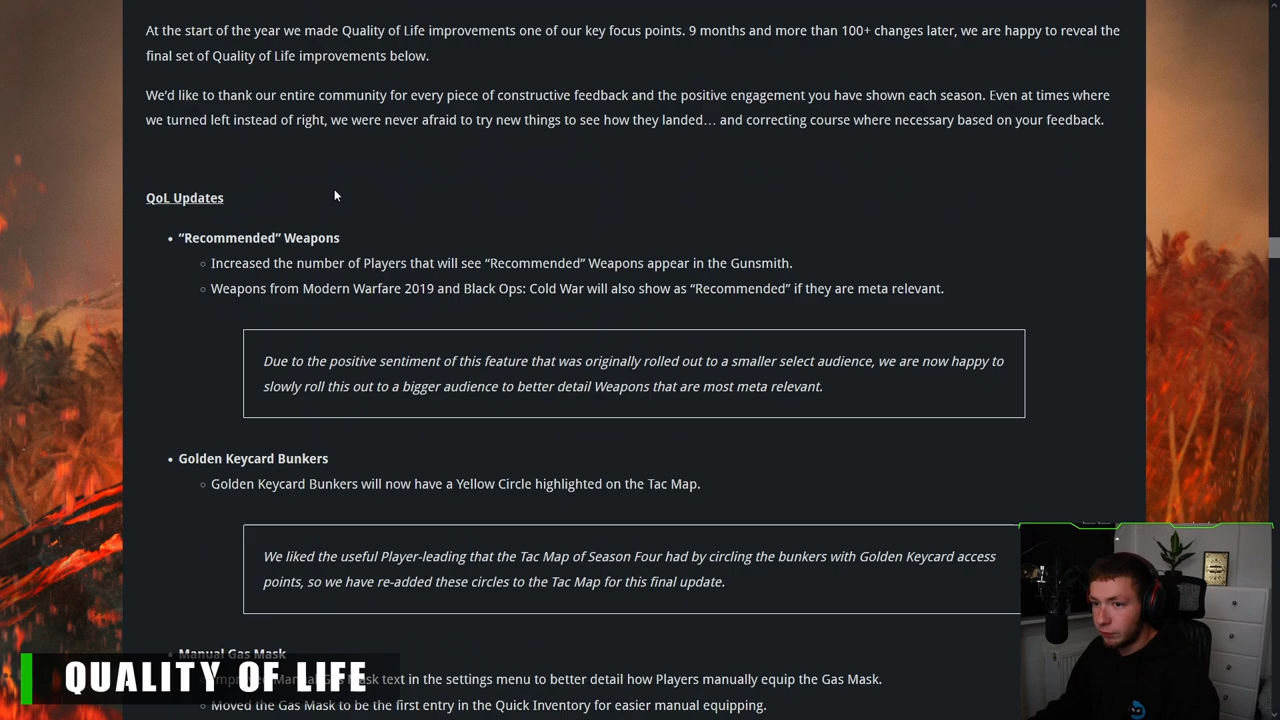 At the start of the year we made Quality of Life improvements one of our key focus points. 9 months and more than 100+ changes later, we are happy to reveal the
final set of Quality of Life improvements below.
We'd like to thank our entire community for every piece of constructive feedback and the positive engagement you have shown each season. Even at times where
we turned left instead of right, we were never afraid to try new things to see how they landed… and correcting course where necessary based on your feedback.
QoL Updates
• “Recommended” Weapons
○ Increased the number of Players that will see “Recommended” Weapons appear in the Gunsmith.
○ Weapons from Modern Warfare 2019 and Black Ops: Cold War will also show as “Recommended” if they are meta relevant.
Due to the positive sentiment of this feature that was originally rolled out to a smaller select audience, we are now happy to
slowly roll this out to a bigger audience to better detail Weapons that are most meta relevant.
• Golden Keycard Bunkers
○ Golden Keycard Bunkers will now have a Yellow Circle highlighted on the Tac Map.
We liked the useful Player-leading that the Tac Map of Season Four had by circling the bunkers with Golden Keycard access
points, so we have re-added these circles to the Tac Map for this final update.
Manual Gas Mask
QUALITY OF LIFE
text in the settings menu to better detail how Players manually equip the Gas Mask.
Moved the Gas Mask to be the first entry in the Quick Inventory for easier manual equipping.